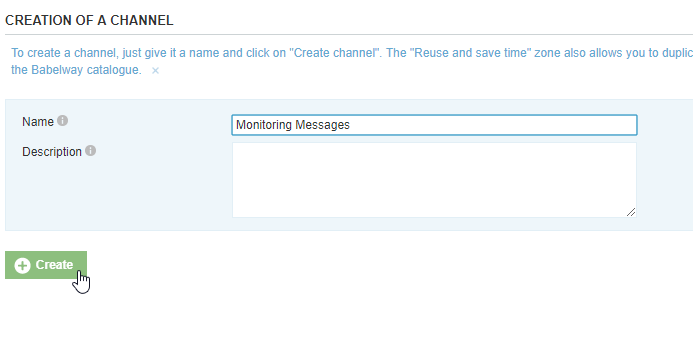 CREATION OF A CHANNEL
To create a channel, just give it a name and click on "Create channel". The "Reuse and save time" zone also allows you to duplic
the Babelway catalogue. ×
Name
Monitoring Messages
Description
Create